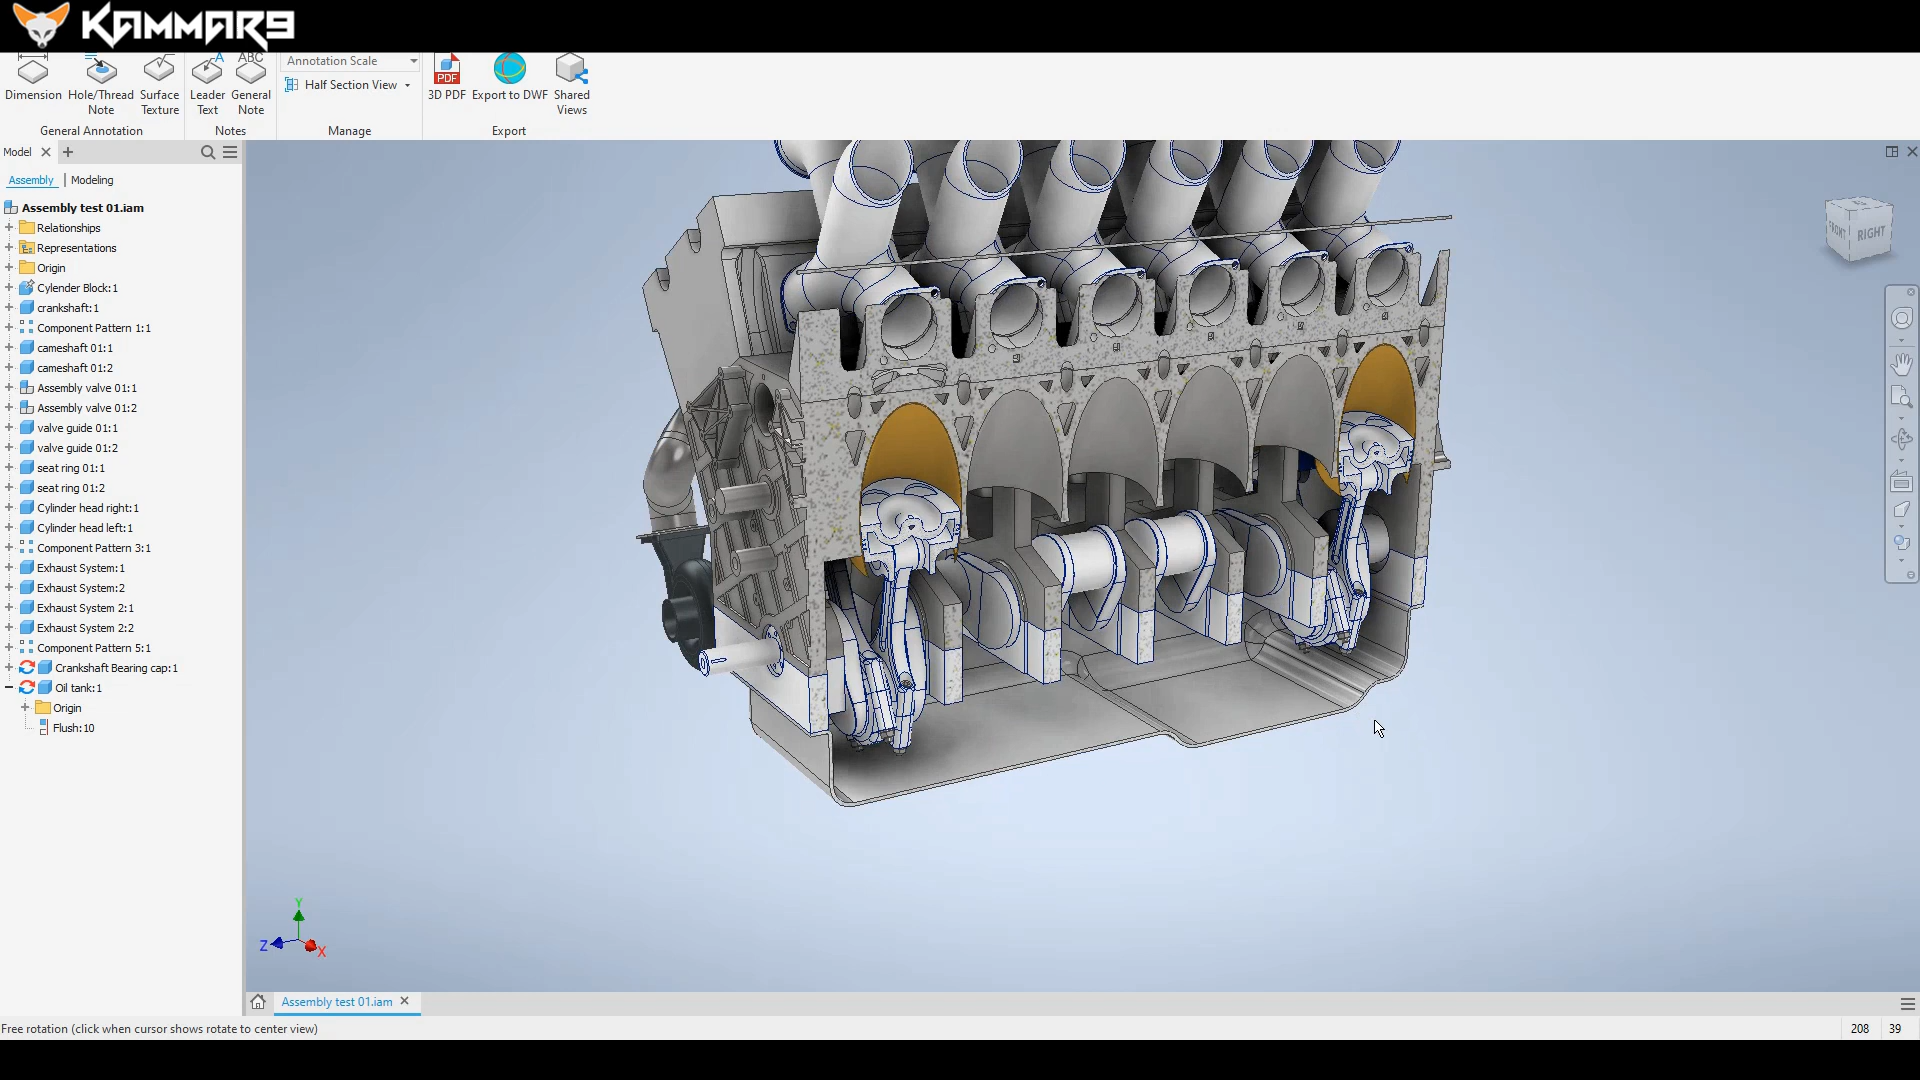 KAMMAR9
Dimension
Hole/Thread
Note
Surface
Texture
Leader
Text
General
Note
ABC
A
Annotation Scale
Half Section View
PDF
3D PDF
Export to DWF
Shared
Views
General Annotation
Notes
Manage
Export
Model
Assembly
Modeling
Assembly test 01.iam
Relationships
Representations
Origin
Cylender Block:1
crankshaft:1
Component Pattern 1:1
cameshaft 01:1
cameshaft 01:2
Assembly valve 01:1
Assembly valve 01:2
valve guide 01:1
valve guide 01:2
seat ring 01:1
seat ring 01:2
Cylinder head right:1
Cylinder head left:1
Component Pattern 3:1
Exhaust System:1
Exhaust System:2
Exhaust System 2:1
Exhaust System 2:2
Component Pattern 5:1
Crankshaft Bearing cap:1
Oil tank:1
Origin
Flush:10
FRONT
RIGHT
Y
Z
X
Assembly test 01.iam
Free rotation (click when cursor shows rotate to center view)
208
39